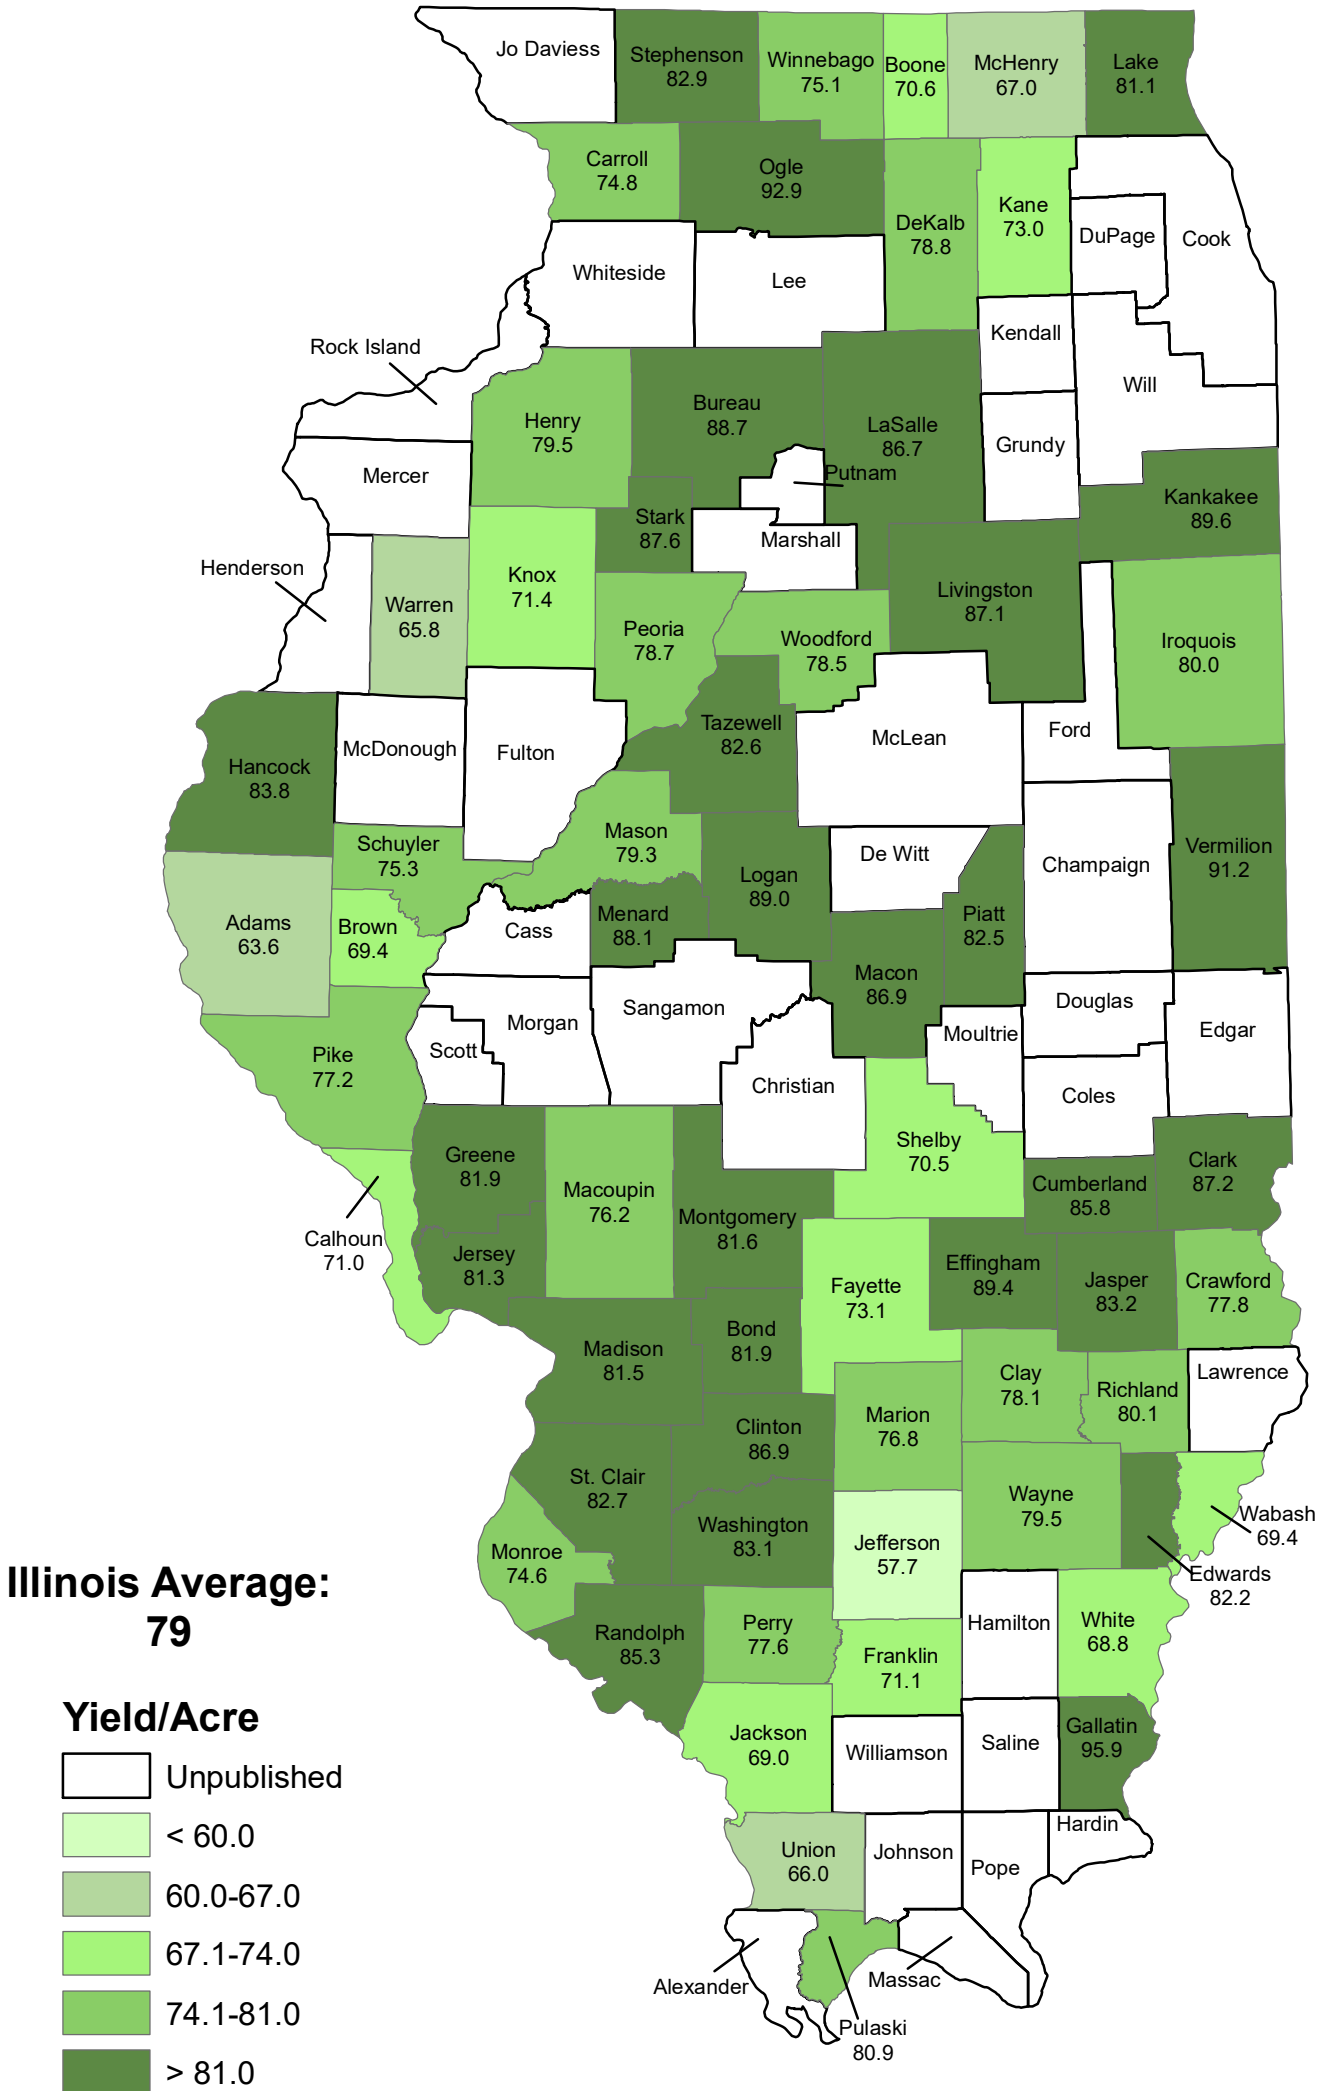 Jo Daviess
Stephenson
82.9
Winnebago
75.1
Boone
70.6
McHenry
67.0
Lake
81.1
Carroll
74.8
Ogle
92.9
DeKalb
78.8
Kane
73.0
DuPage
Cook
Whiteside
Lee
Kendall
Rock Island
Will
Henry
79.5
Bureau
88.7
LaSalle
86.7
Grundy
Mercer
Putnam
Kankakee
89.6
Stark
87.6
Marshall
Henderson
Warren
65.8
Knox
71.4
Peoria
78.7
Woodford
78.5
Livingston
87.1
Iroquois
80.0
Hancock
83.8
McDonough
Fulton
Tazewell
82.6
McLean
Ford
Schuyler
75.3
Mason
79.3
Logan
89.0
De Witt
Champaign
Vermilion
91.2
Adams
63.6
Brown
69.4
Cass
Menard
88.1
Piatt
82.5
Macon
86.9
Sangamon
Morgan
Scott
Douglas
Edgar
Moultrie
Pike
77.2
Christian
Coles
Greene
81.9
Macoupin
76.2
Montgomery
81.6
Shelby
70.5
Cumberland
85.8
Clark
87.2
Calhoun
71.0
Jersey
81.3
Fayette
73.1
Effingham
89.4
Jasper
83.2
Crawford
77.8
Madison
81.5
Bond
81.9
Clay
78.1
Richland
80.1
Lawrence
Clinton
86.9
Marion
76.8
St. Clair
82.7
Washington
83.1
Jefferson
57.7
Wayne
79.5
Wabash
69.4
Edwards
82.2
Monroe
74.6
Illinois Average:
79
Randolph
85.3
Perry
77.6
Franklin
71.1
Hamilton
White
68.8
Jackson
69.0
Williamson
Saline
Gallatin
95.9
Union
66.0
Johnson
Pope
Hardin
Alexander
Massac
Pulaski
80.9
Yield/Acre
Unpublished
< 60.0
60.0-67.0
67.1-74.0
74.1-81.0
> 81.0